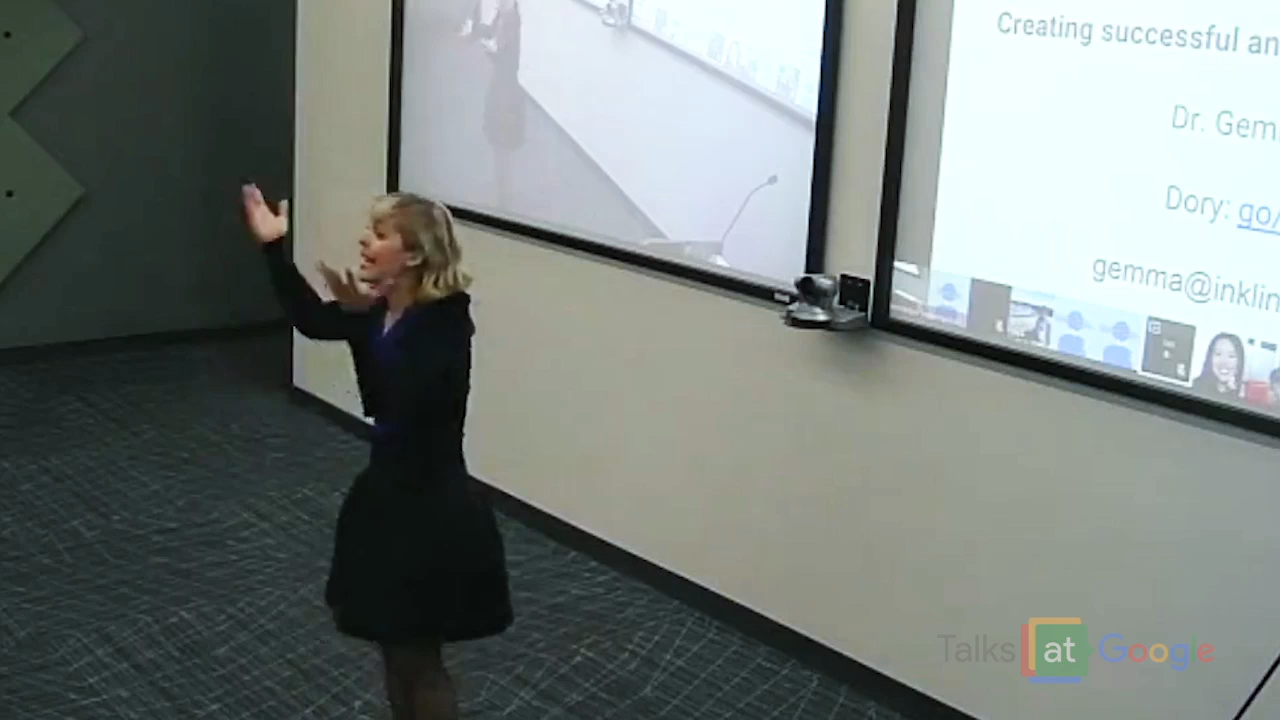 Creating successful an
Dr. Gem
Dory: go/
gemma@inklin
Talks at Google